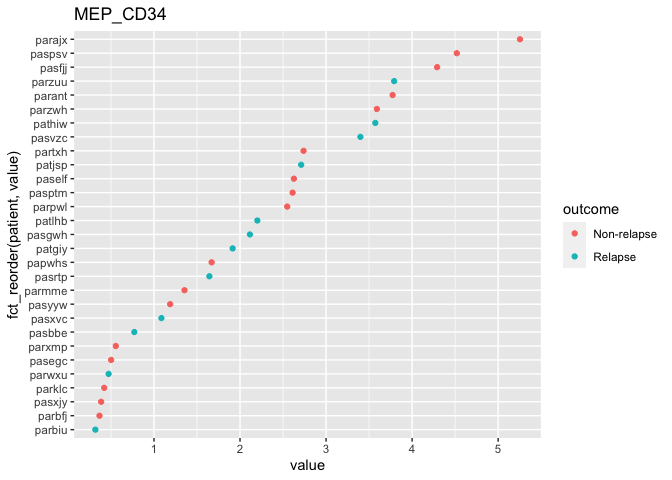 MEP_CD34
parajx
paspsv
pasfjj
parzuu
parant
parzwh
pathiw
pasvzc
partxh
patjsp
paself
pasptm
parpwl
patlhb
pasgwh
patgiy
papwhs
pasrtp
parmme
pasyyw
pasxvc
pasbbe
parxmp
pasegc
parwxu
parklc
pasxjy
parbfj
parbiu
fct_reorder(patient, value)
1 2 3 4 5
value
outcome
Non-relapse
Relapse